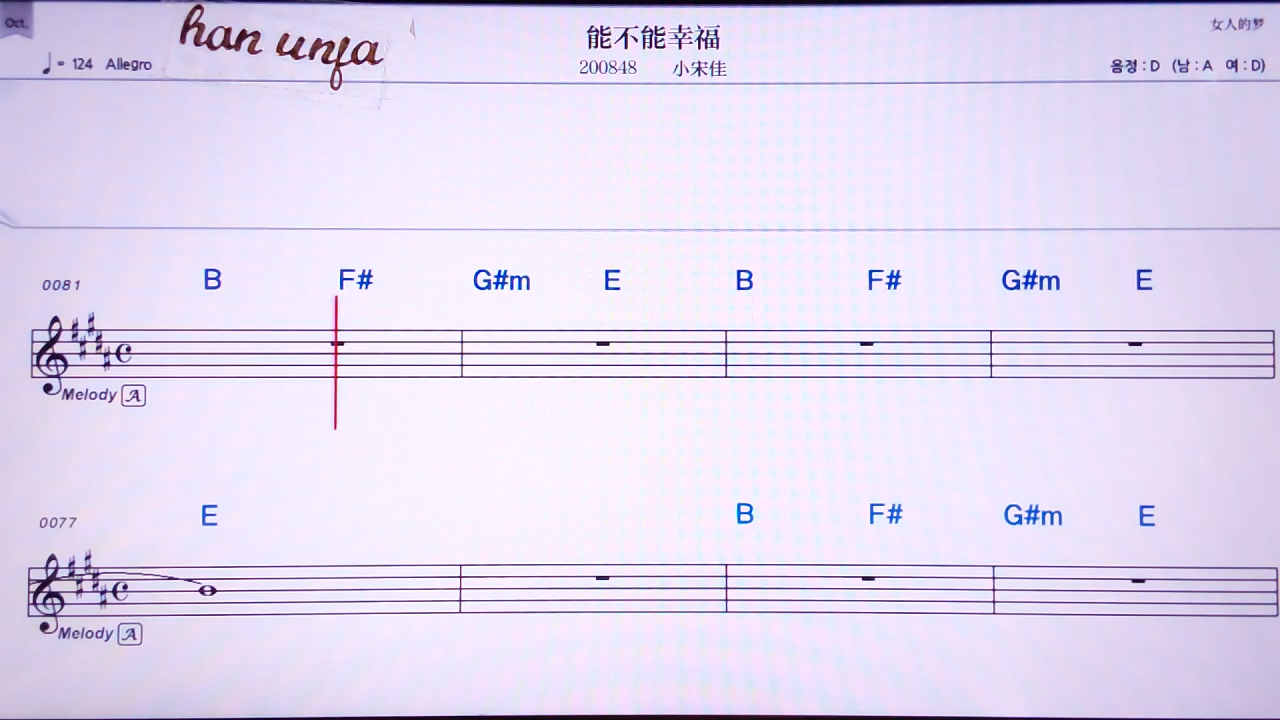 Oct.
han unfa
能不能幸福
女人的梦
♩= 124 Allegro
200848 小宋佳
음정 : D (남 : A 여 : D)
B F# G#m E B F# G#m E
0081
Melody A
E B F# G#m E
0077
Melody A